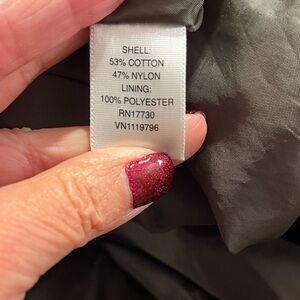 SHELL:
53% COTTON
47% NYLON
LINING:
100% POLYESTER
RN17730
VN1119796